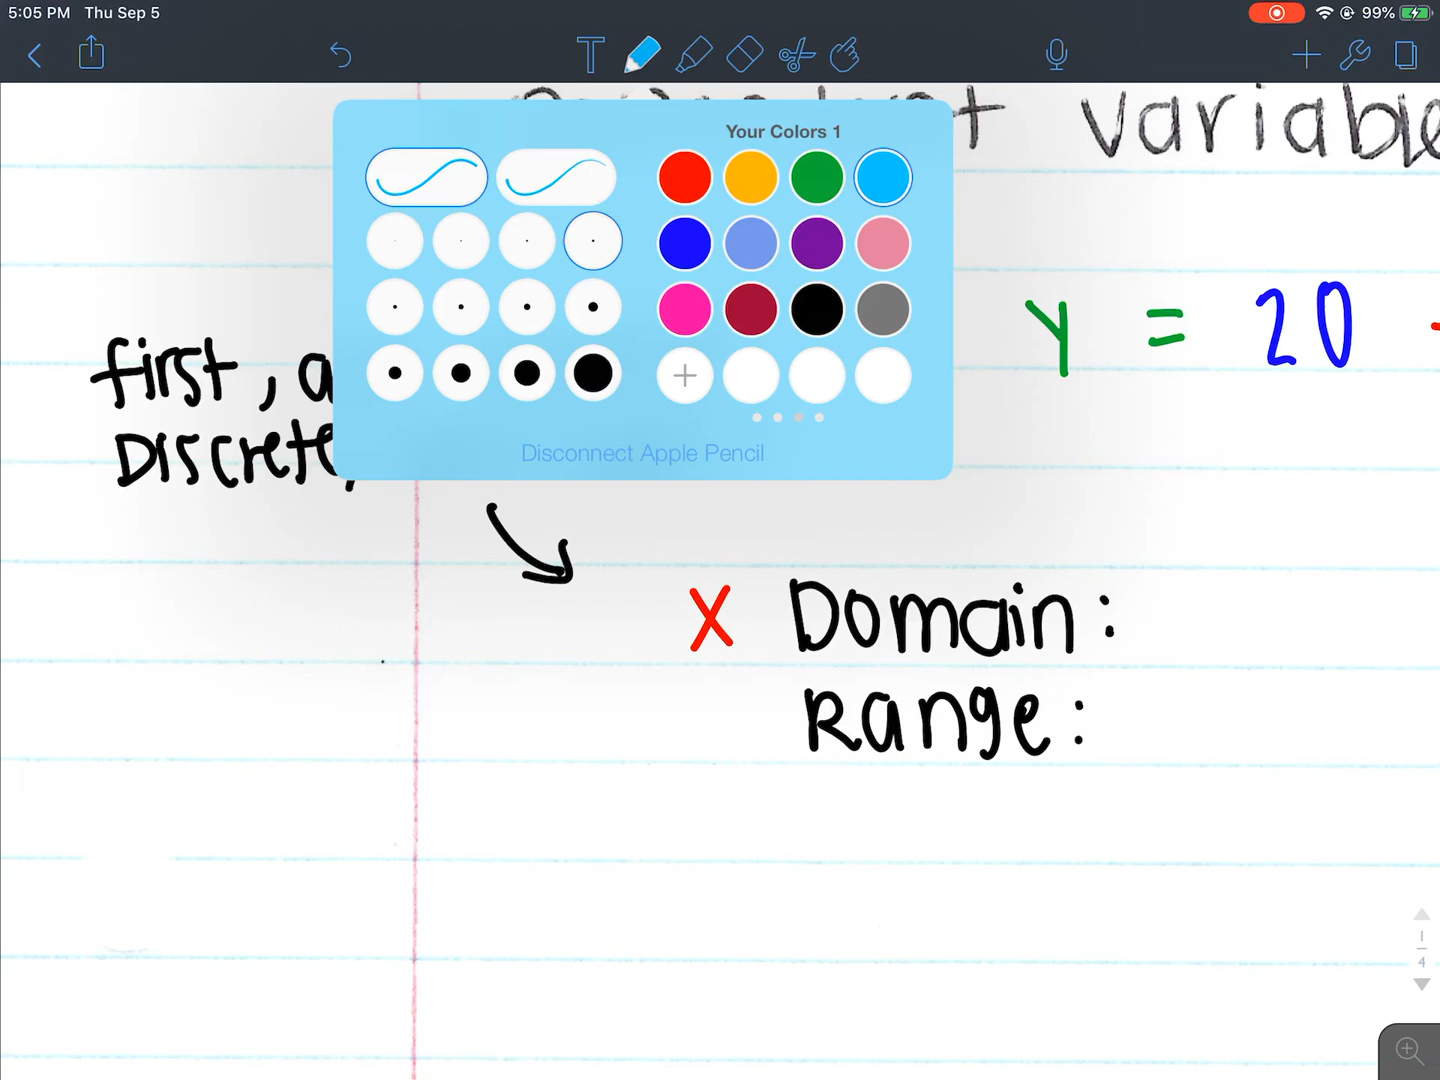 5:05 PM Thu Sep 5
99%
variable
Your Colors 1
y = 20
first, a
Discrete,
Disconnect Apple Pencil
X Domain:
Range:
1
4